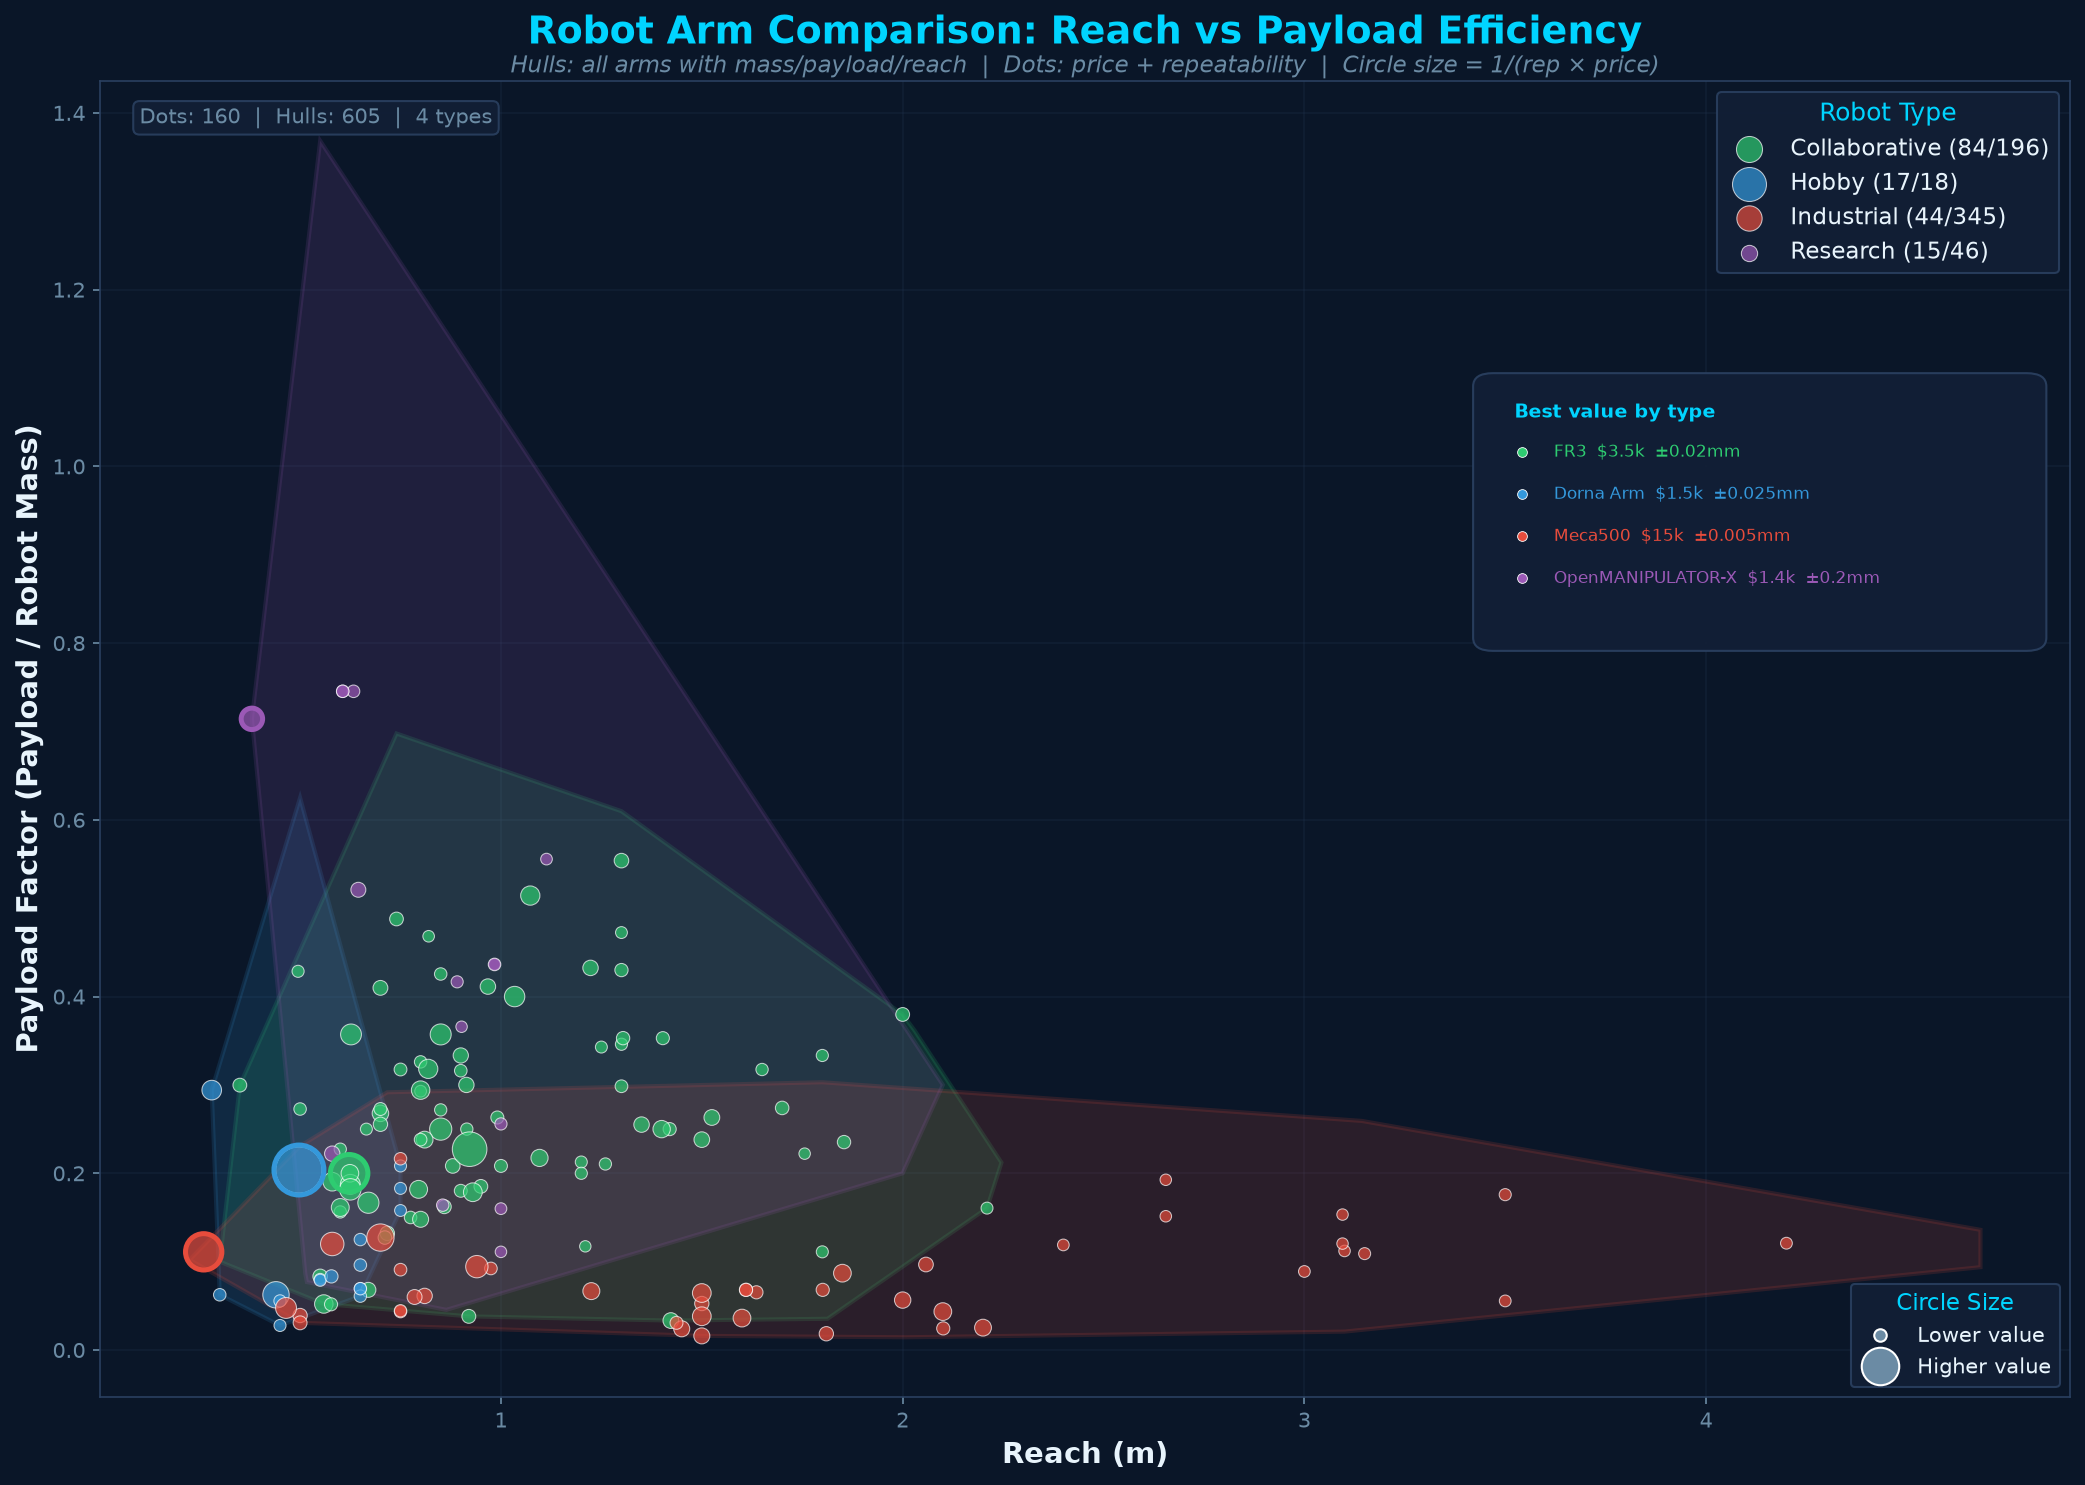 Robot Arm Comparison: Reach vs Payload Efficiency
Hulls: all arms with mass/payload/reach | Dots: price + repeatability | Circle size = 1/(rep × price)
Dots: 160 | Hulls: 605 | 4 types
Robot Type
Collaborative (84/196)
Hobby (17/18)
Industrial (44/345)
Research (15/46)
Best value by type
FR3 $3.5k ±0.02mm
Dorna Arm $1.5k ±0.025mm
Meca500 $15k ±0.005mm
OpenMANIPULATOR-X $1.4k ±0.2mm
Payload Factor (Payload / Robot Mass)
1.4
1.2
1.0
0.8
0.6
0.4
0.2
0.0
Circle Size
Lower value
Higher value
1 2 3 4
Reach (m)